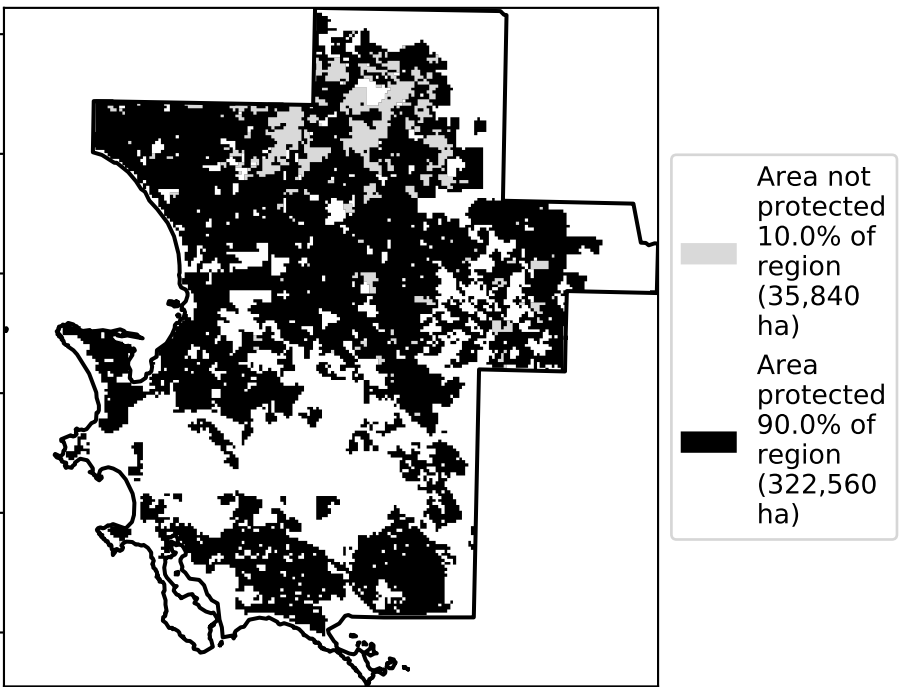 Area not
protected
10.0% of
region
(35,840
ha)
Area
protected
90.0% of
region
(322,560
ha)